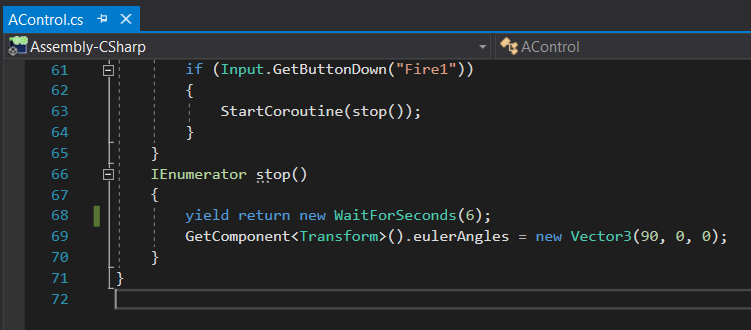 AControl.cs
Assembly-CSharp AControl
61 if (Input.GetButtonDown("Fire1"))
62 {
63 StartCoroutine(stop());
64 }
65 }
66 IEnumerator stop()
67 {
68 yield return new WaitForSeconds(6);
69 GetComponent<Transform>().eulerAngles = new Vector3(90, 0, 0);
70 }
71 }
72